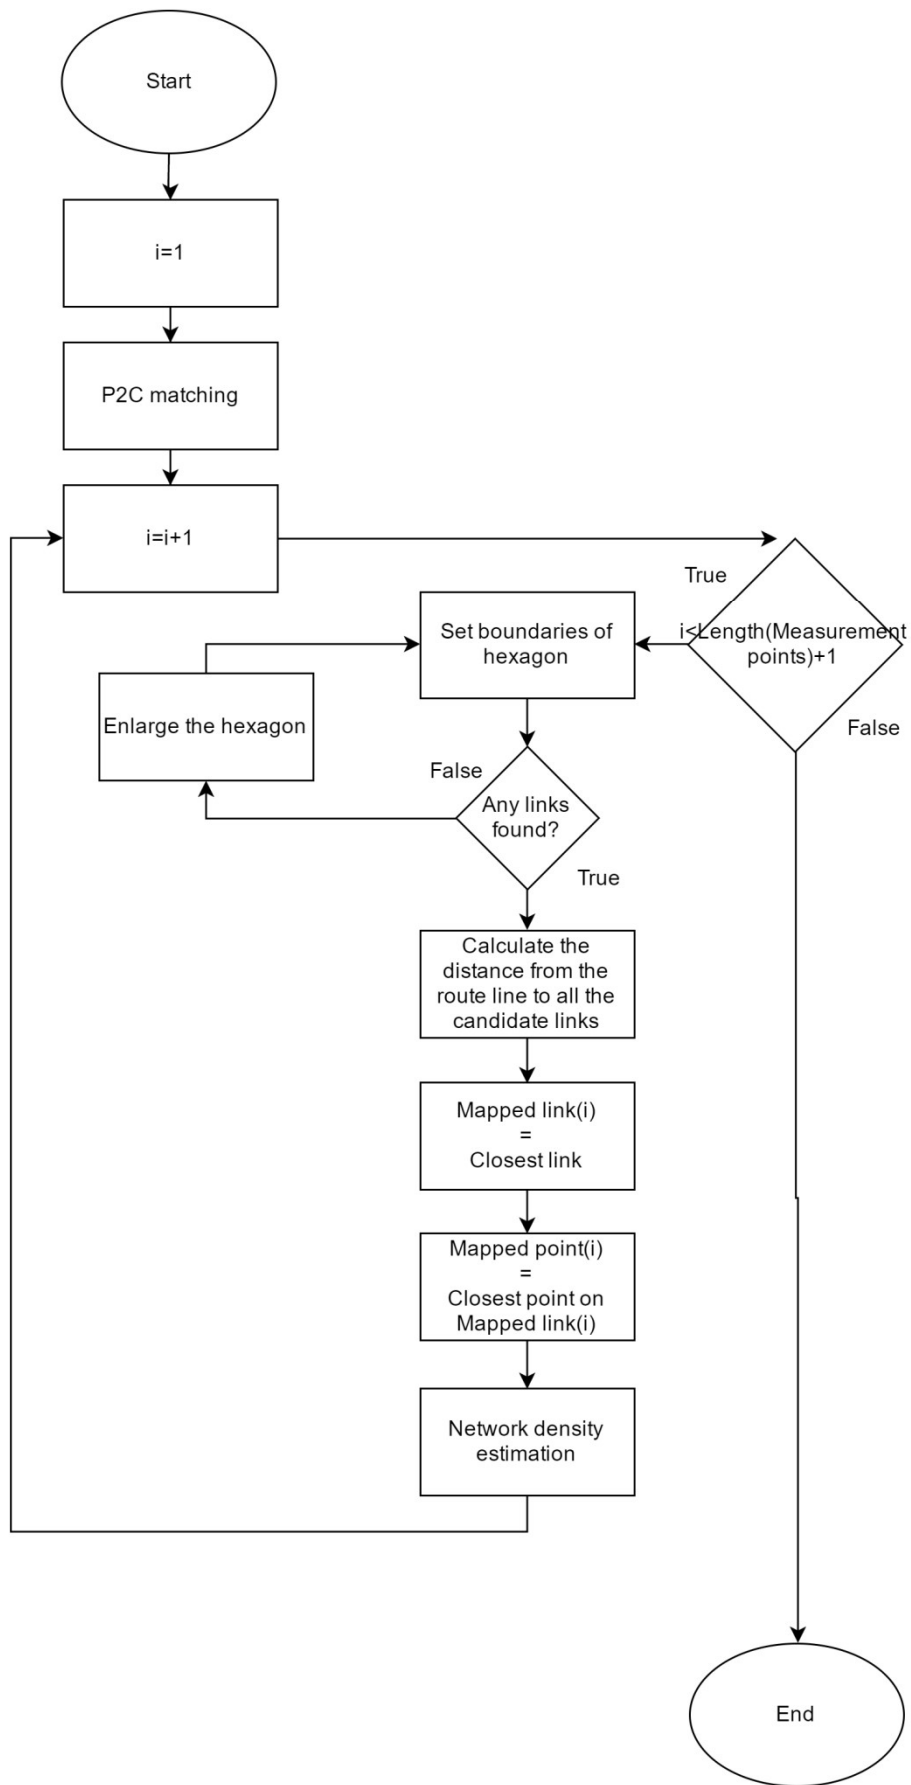 Start
i=1
P2C matching
i=i+1
True
i<Length(Measurement
points)+1
False
Set boundaries of
hexagon
Enlarge the hexagon
False
Any links
found?
True
Calculate the
distance from the
route line to all the
candidate links
Mapped link(i)
=
Closest link
Mapped point(i)
=
Closest point on
Mapped link(i)
Network density
estimation
End